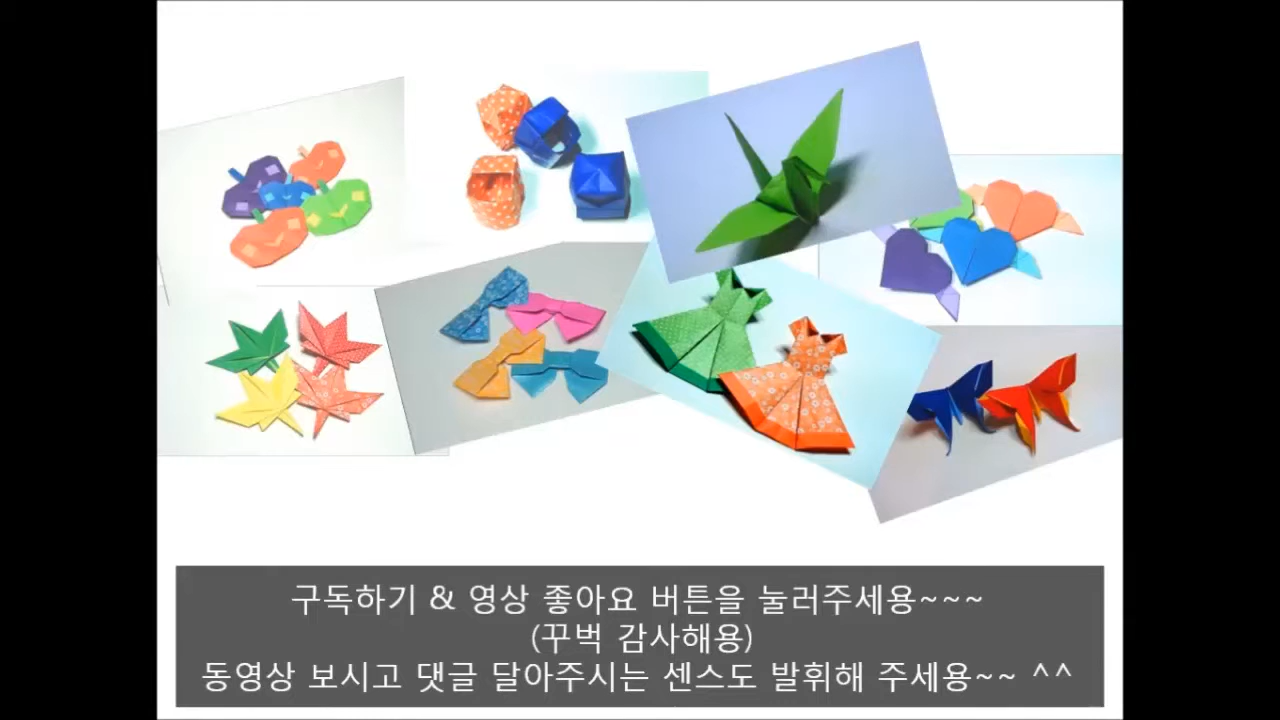 구독하기 & 영상 좋아요 버튼을 눌러주세용~~~
(꾸벅 감사해용)
동영상 보시고 댓글 달아주시는 센스도 발휘해 주세용~~ ^^